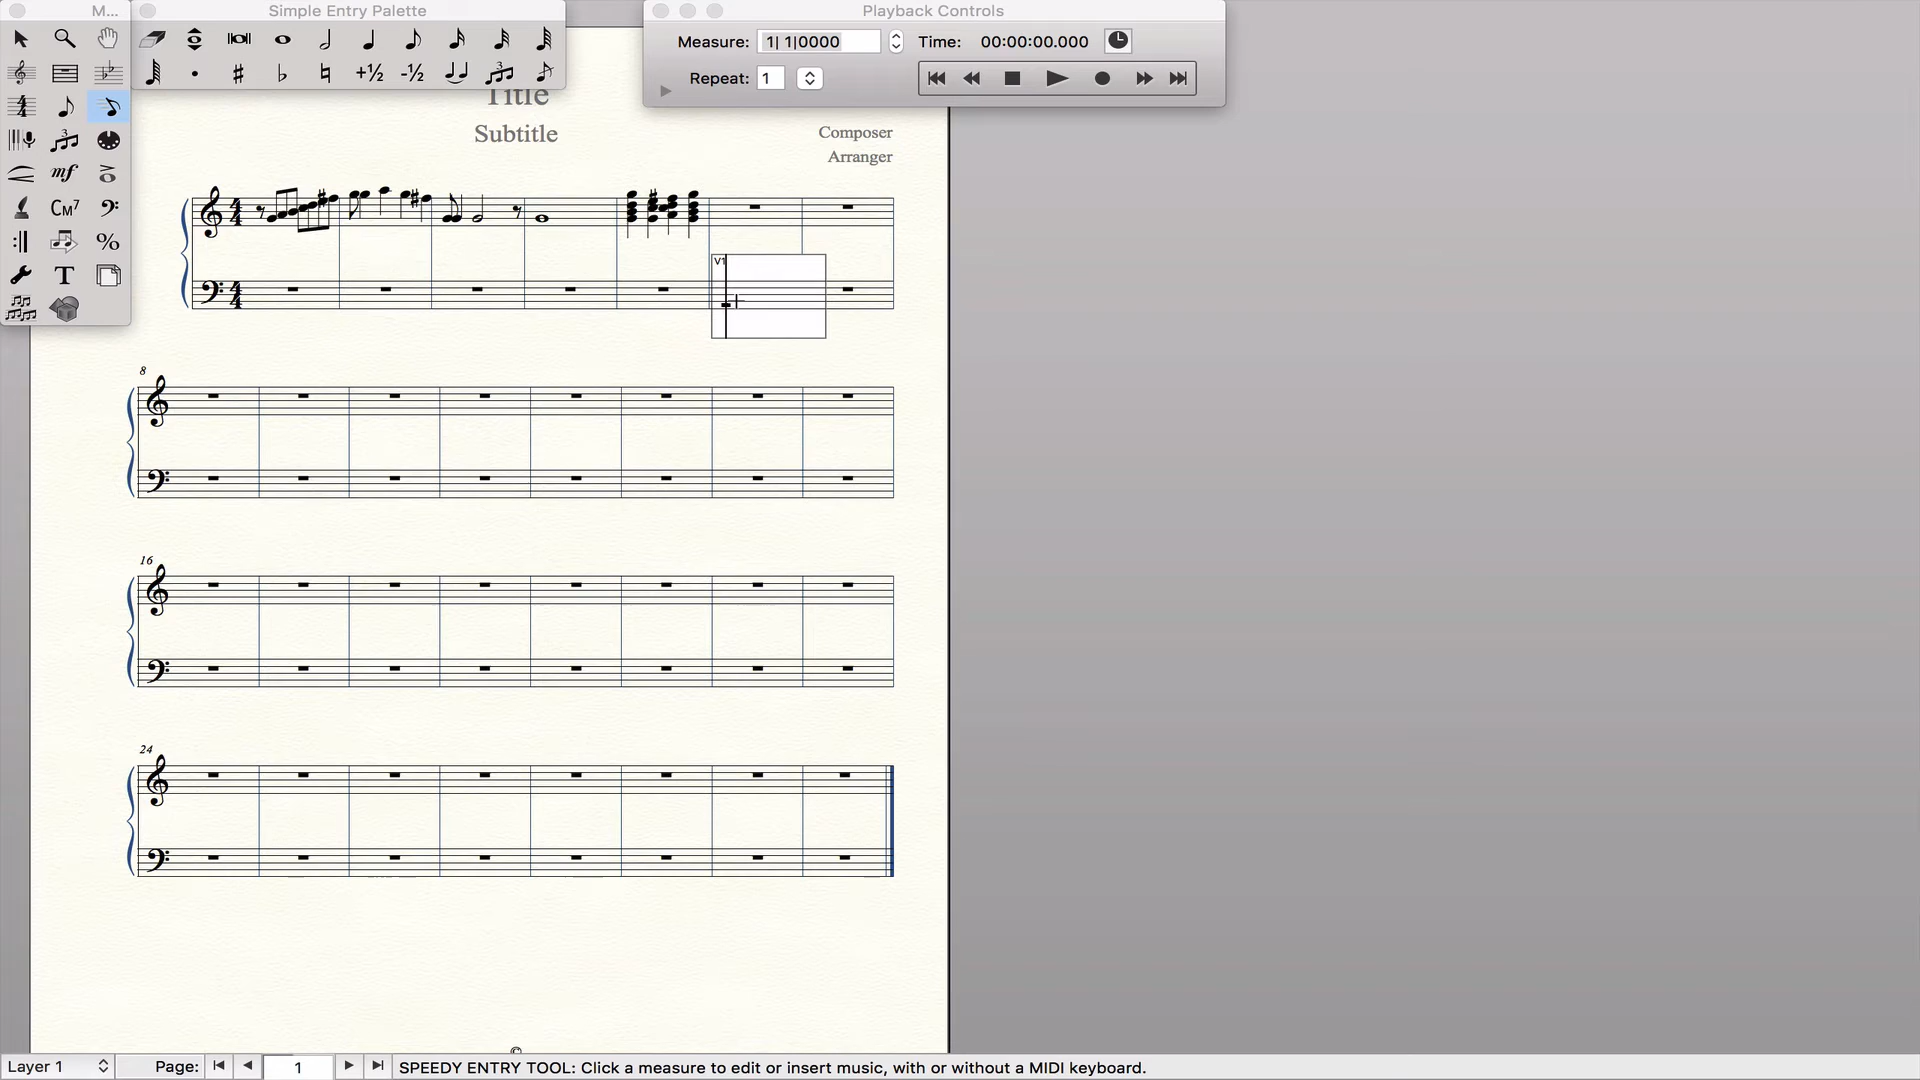 M...
Simple Entry Palette
Playback Controls
Measure: 1| 1|0000
Time: 00:00:00.000
Repeat: 1
+½ -½
3
3
mf
CM7
%
T
Title
Subtitle
Composer
Arranger
V1
8
16
24
©
Layer 1
Page: 1
SPEEDY ENTRY TOOL: Click a measure to edit or insert music, with or without a MIDI keyboard.